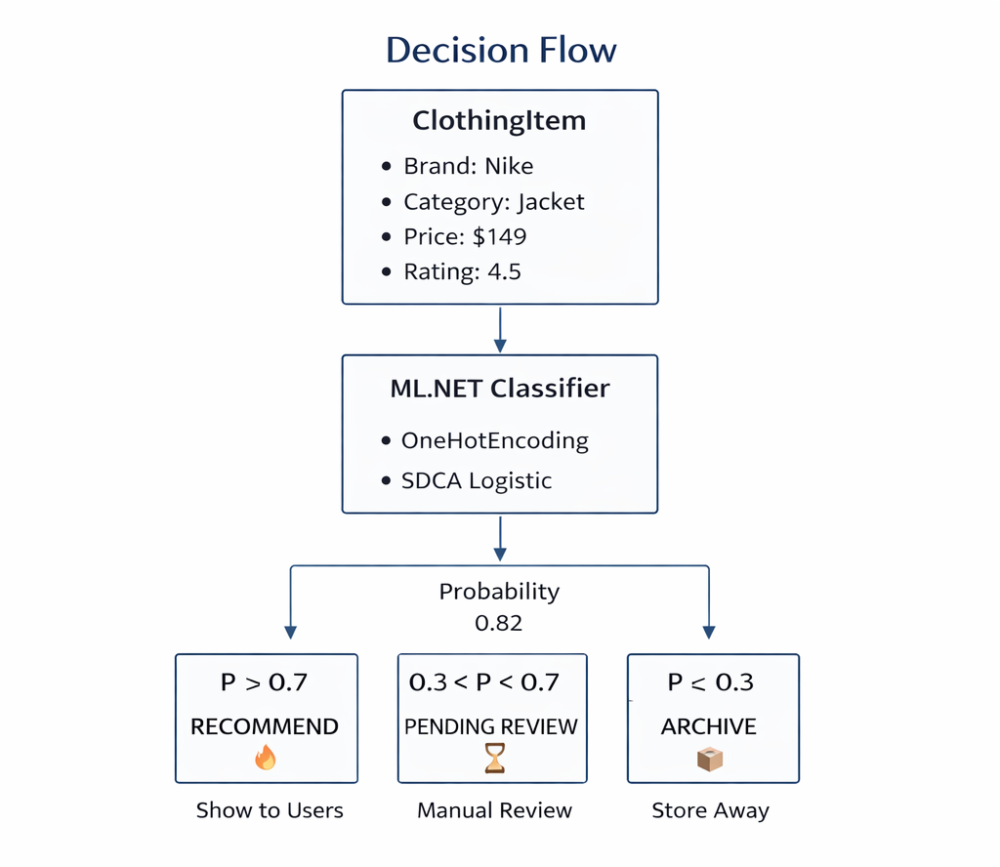 Decision Flow
ClothingItem
• Brand: Nike
• Category: Jacket
• Price: $149
• Rating: 4.5
ML.NET Classifier
• OneHotEncoding
• SDCA Logistic
Probability
0.82
P > 0.7
RECOMMEND
Show to Users
0.3 < P < 0.7
PENDING REVIEW
Manual Review
P < 0.3
ARCHIVE
Store Away